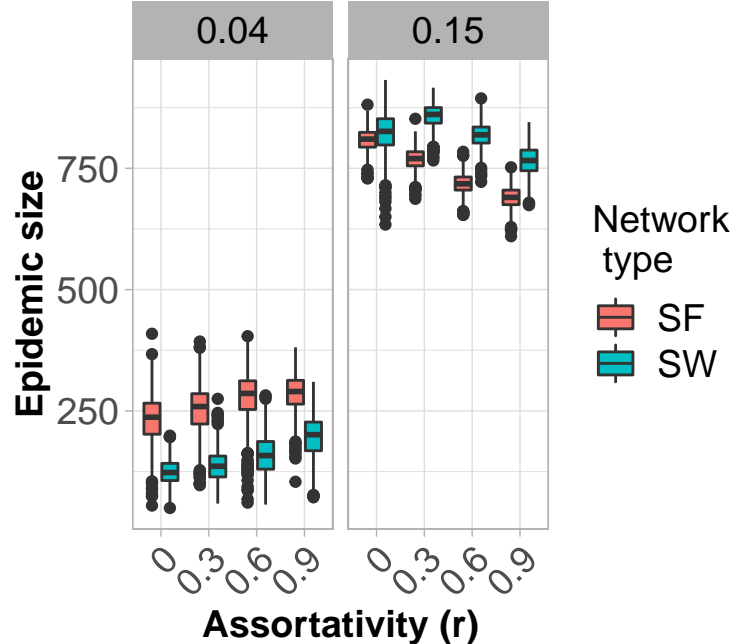 0.04
0.15
Epidemic size
750
500
250
0
0.3
0.6
0.9
0
0.3
0.6
0.9
Assortativity (r)
Network
type
SF
SW